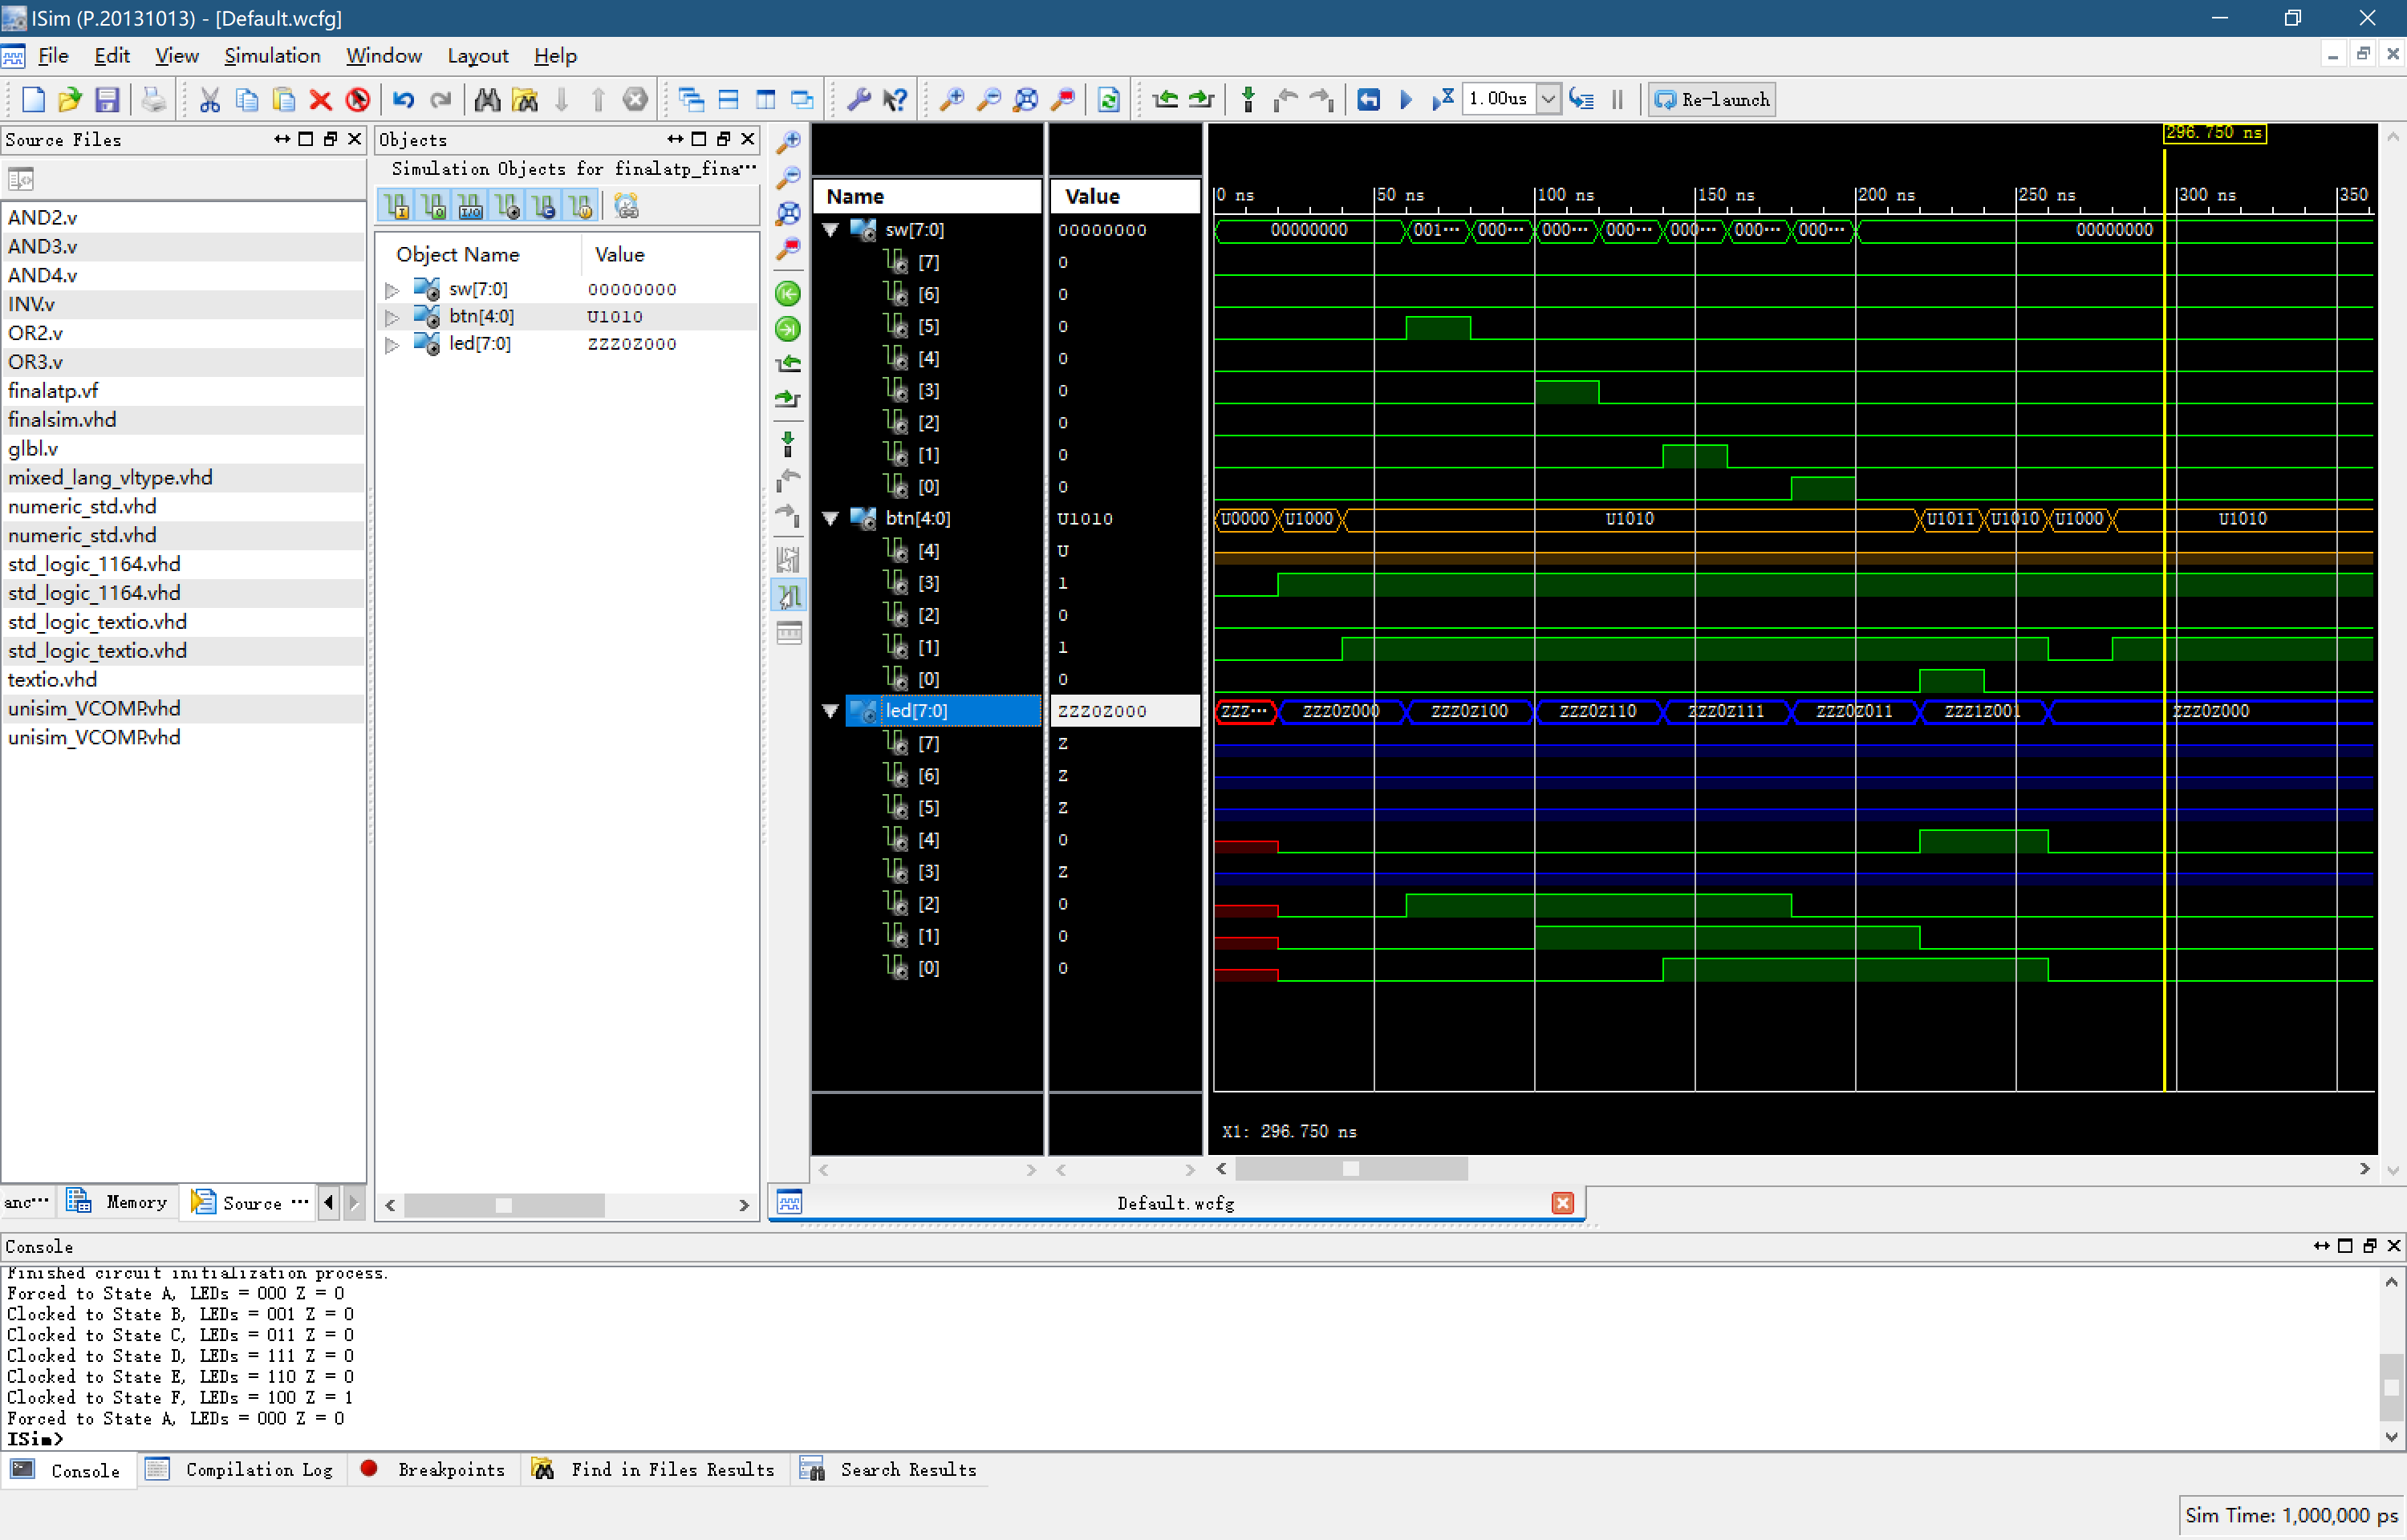 ISim (P.20131013) - [Default.wcfg]
File Edit View Simulation Window Layout Help
1.00us
Re-launch
Source Files
AND2.v
AND3.v
AND4.v
INV.v
OR2.v
OR3.v
finalatp.vf
finalsim.vhd
glbl.v
mixed_lang_vltype.vhd
numeric_std.vhd
numeric_std.vhd
std_logic_1164.vhd
std_logic_1164.vhd
std_logic_textio.vhd
std_logic_textio.vhd
textio.vhd
unisim_VCOMP.vhd
unisim_VCOMP.vhd
anc···
Memory
Source ···
Objects
Simulation Objects for finalatp_fina···
Object Name Value
sw[7:0] 00000000
btn[4:0] U1010
led[7:0] ZZZ0Z000
Name Value
sw[7:0] 00000000
[7] 0
[6] 0
[5] 0
[4] 0
[3] 0
[2] 0
[1] 0
[0] 0
btn[4:0] U1010
[4] U
[3] 1
[2] 0
[1] 1
[0] 0
led[7:0] ZZZ0Z000
[7] Z
[6] Z
[5] Z
[4] 0
[3] Z
[2] 0
[1] 0
[0] 0
296.750 ns
0 ns 50 ns 100 ns 150 ns 200 ns 250 ns 300 ns 350
00000000 001··· 000··· 000··· 000··· 000··· 000··· 000··· 00000000
U0000 U1000 U1010 U1011 U1010 U1000 U1010
ZZZ··· ZZZ0Z000 ZZZ0Z100 ZZZ0Z110 ZZZ0Z111 ZZZ0Z011 ZZZ1Z001 ZZZ0Z000
X1: 296.750 ns
Default.wcfg
Console
Finished circuit initialization process.
Forced to State A, LEDs = 000 Z = 0
Clocked to State B, LEDs = 001 Z = 0
Clocked to State C, LEDs = 011 Z = 0
Clocked to State D, LEDs = 111 Z = 0
Clocked to State E, LEDs = 110 Z = 0
Clocked to State F, LEDs = 100 Z = 1
Forced to State A, LEDs = 000 Z = 0
ISim>
Console Compilation Log Breakpoints Find in Files Results Search Results
Sim Time: 1,000,000 ps